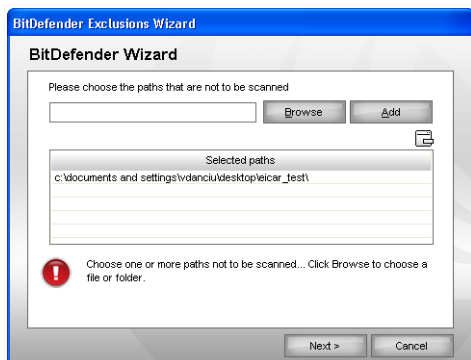 BitDefender Exclusions Wizard
BitDefender Wizard
Please choose the paths that are not to be scanned
Browse
Add
Selected paths
c:\documents and settings\vdanciu\desktop\eicar_test\
Choose one or more paths not to be scanned... Click Browse to choose a
file or folder.
Next >
Cancel